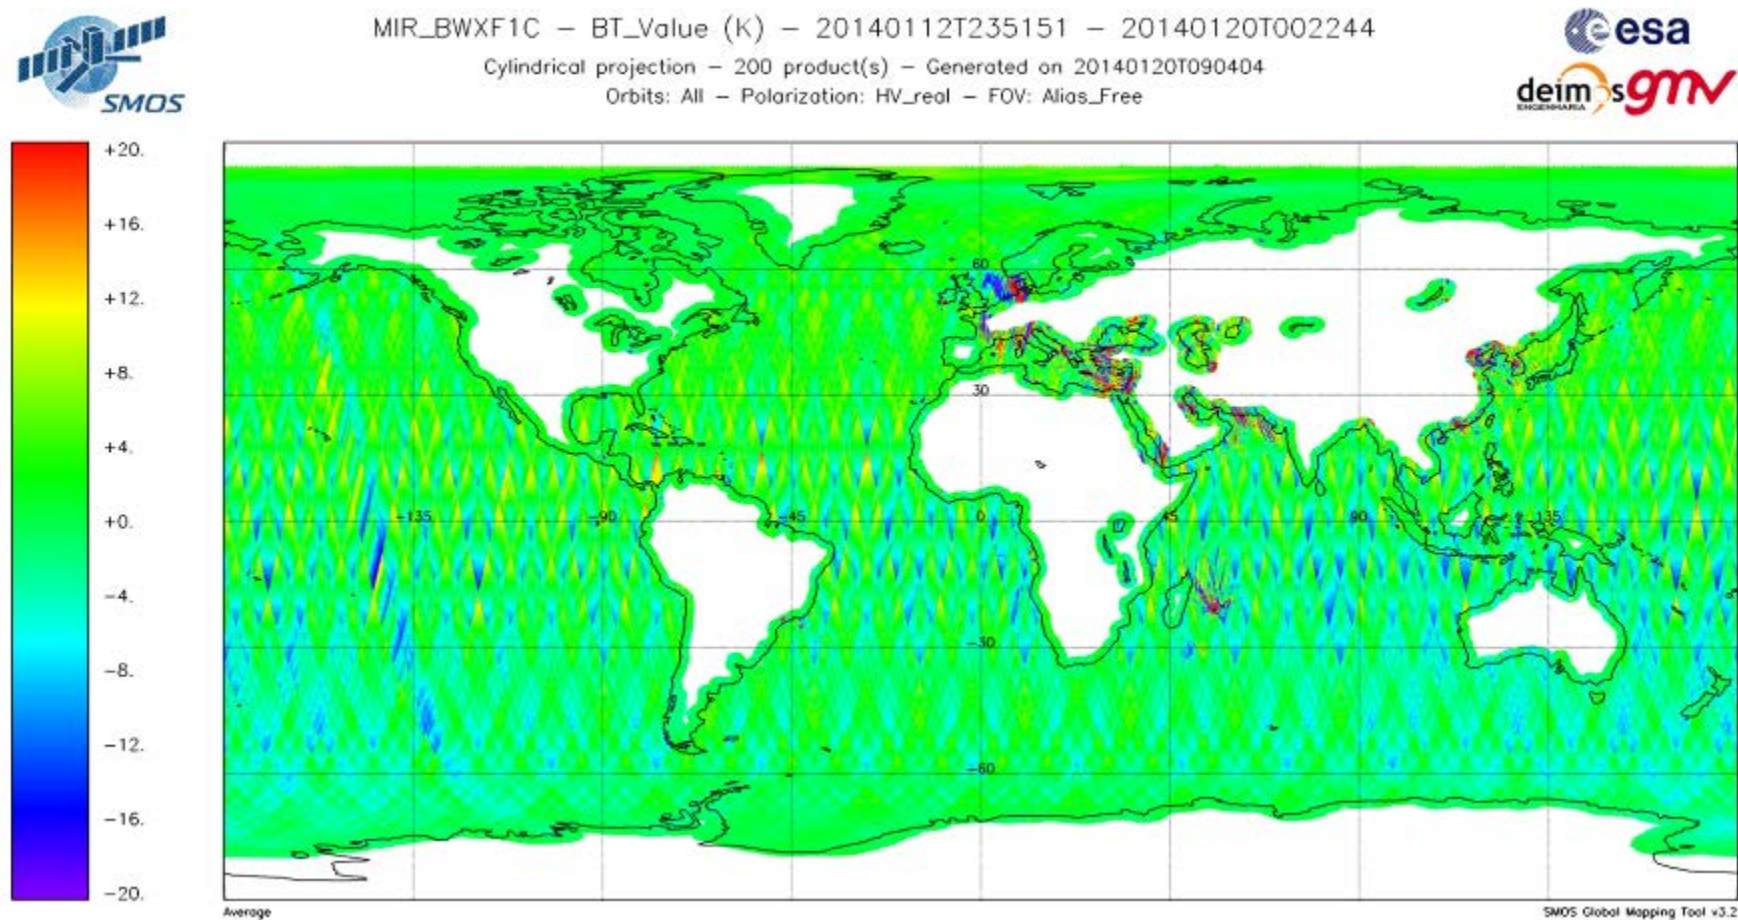 SMOS
MIR_BWXF1C – BT_Value (K) – 20140112T235151 – 20140120T002244
Cylindrical projection – 200 product(s) – Generated on 20140120T090404
Orbits: All – Polarization: HV_real – FOV: Alias_Free
esa
deimos
ENGENHARIA
gmv
+20.
+16.
+12.
+8.
+4.
+0.
−4.
−8.
−12.
−16.
−20.
60
30
−135
−90
−45
0
45
90
135
−30
−60
Average
SMOS Global Mapping Tool v3.2